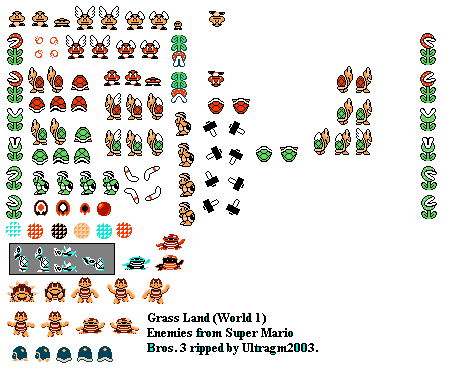 Grass Land (World 1)
Enemies from Super Mario
Bros. 3 ripped by Ultragm2003.